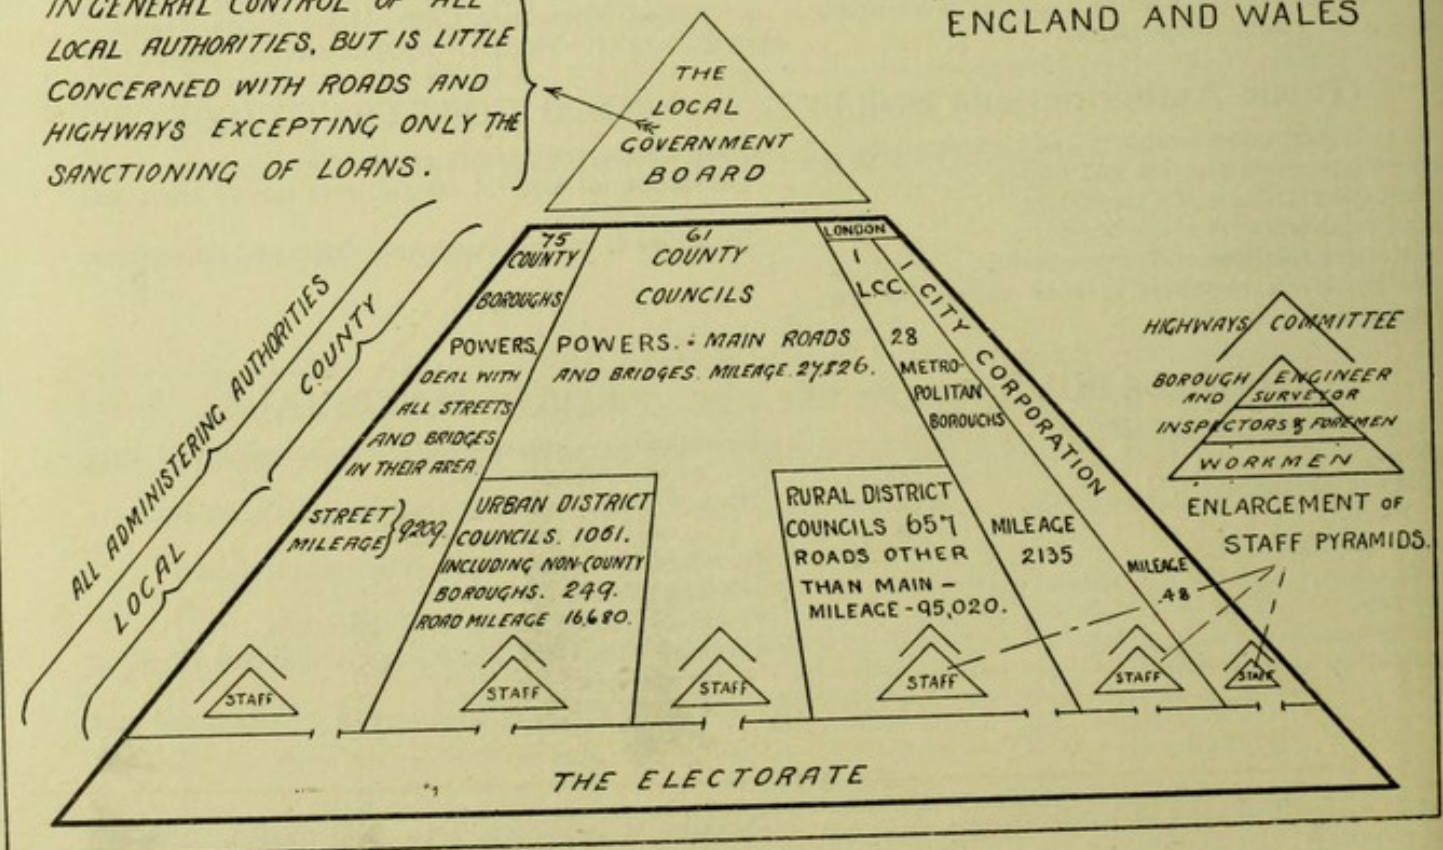 IN GENERAL CONTROL OF ALL
LOCAL AUTHORITIES, BUT IS LITTLE
CONCERNED WITH ROADS AND
HIGHWAYS EXCEPTING ONLY THE
SANCTIONING OF LOANS.
ENGLAND AND WALES
THE
LOCAL
GOVERNMENT
BOARD
ALL ADMINISTERING AUTHORITIES
COUNTY
LOCAL
75
COUNTY
BOROUGHS
POWERS.
DEAL WITH
ALL STREETS
AND BRIDGES
IN THEIR AREA
STREET
MILEAGE } 9209.
61
COUNTY
COUNCILS
POWERS. : MAIN ROADS
AND BRIDGES. MILEAGE. 27,826.
URBAN DISTRICT
COUNCILS. 1061.
INCLUDING NON-COUNTY
BOROUGHS. 249.
ROAD MILEAGE 16,680.
RURAL DISTRICT
COUNCILS 657
ROADS OTHER
THAN MAIN -
MILEAGE - 95,020.
LONDON
1
L.C.C.
28
METRO-
POLITAN
BOROUGHS
MILEAGE
2135
1 CITY CORPORATION
MILEAGE
48
HIGHWAYS COMMITTEE
BOROUGH ENGINEER
AND SURVEYOR
INSPECTORS & FOREMEN
WORKMEN
ENLARGEMENT OF
STAFF PYRAMIDS.
STAFF
STAFF
STAFF
STAFF
STAFF
STAFF
THE ELECTORATE